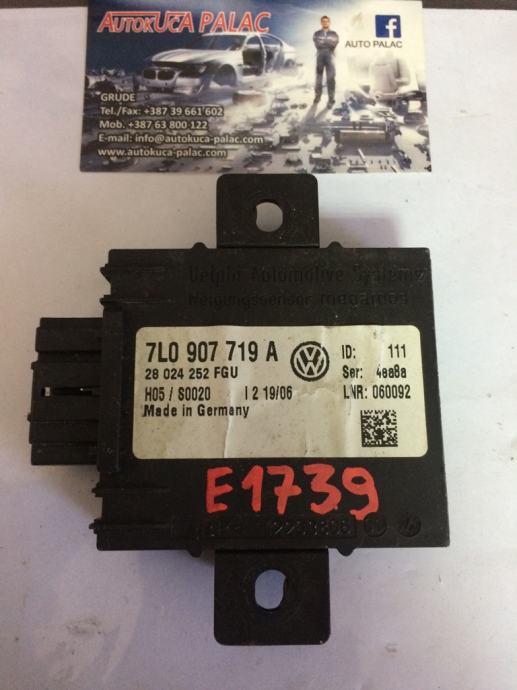 AUTOKUCA PALAC
f
AUTO PALAC
GRUDE
Tel./Fax: +387 39 661 602
Mob. +387 63 800 122
E-mail: info@autokuca-palac.com
www.autokuca-palac.com
Delphi Automotive Systems
Neigungssensor megamos
7L0 907 719 A
28 024 252 FGU
H05 / S0020 I 2 19/06
Made in Germany
ID: 111
Ser: 4ea8a
LNR: 060092
E1739